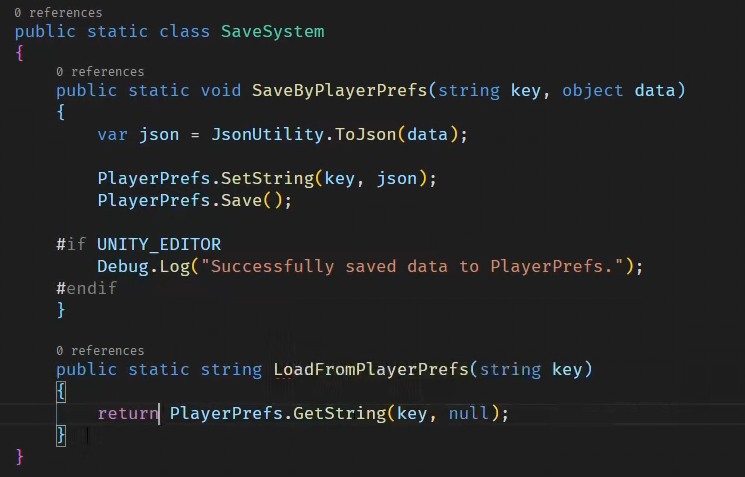 0 references
public static class SaveSystem
{
0 references
public static void SaveByPlayerPrefs(string key, object data)
{
var json = JsonUtility.ToJson(data);
PlayerPrefs.SetString(key, json);
PlayerPrefs.Save();
#if UNITY_EDITOR
Debug.Log("Successfully saved data to PlayerPrefs.");
#endif
}
0 references
public static string LoadFromPlayerPrefs(string key)
{
return PlayerPrefs.GetString(key, null);
}
}